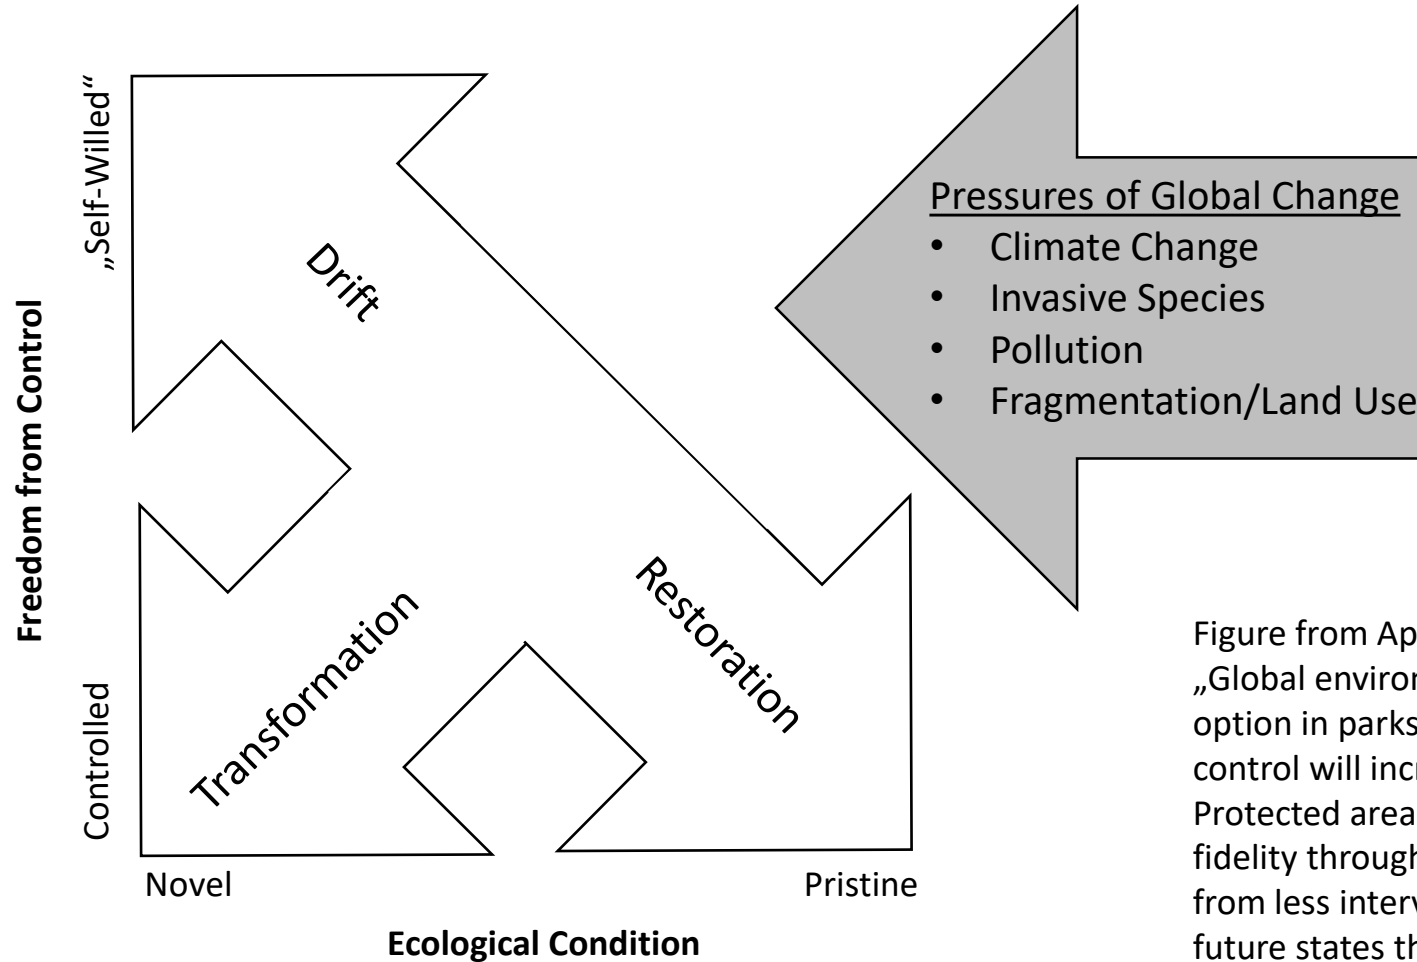 „Self-Willed“
Freedom from Control
Controlled
Drift
Transformation
Restoration
Novel
Pristine
Ecological Condition
Pressures of Global Change
• Climate Change
• Invasive Species
• Pollution
• Fragmentation/Land Use
Figure from Ap
„Global environ
option in parks
control will incr
Protected area
fidelity through
from less interv
future states th